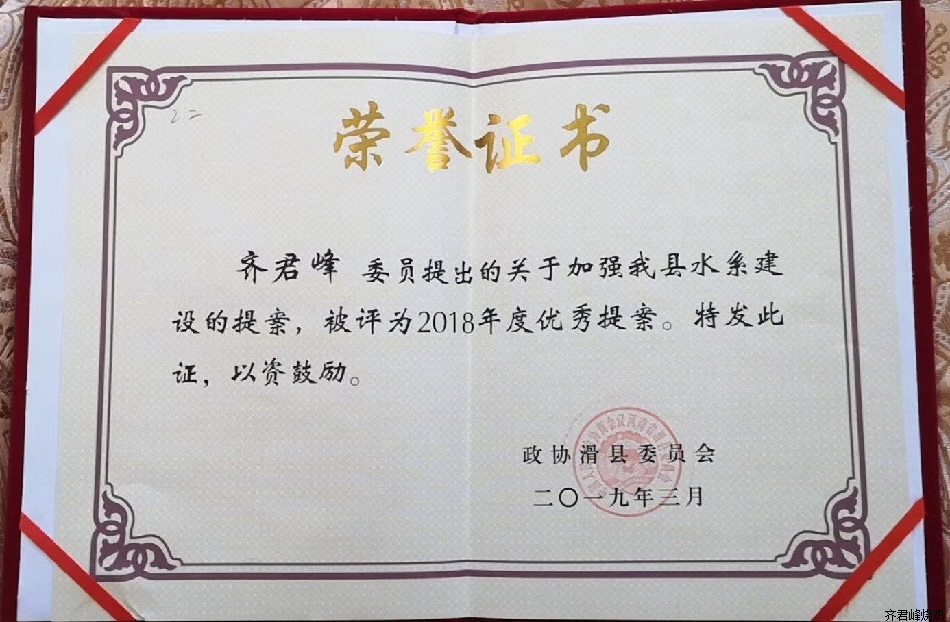 荣誉证书
齐君峰 委员提出的关于加强我县水系建
设的提案，被评为2018年度优秀提案。特发此
证，以资鼓励。
政协滑县委员会
二〇一九年三月
齐君峰